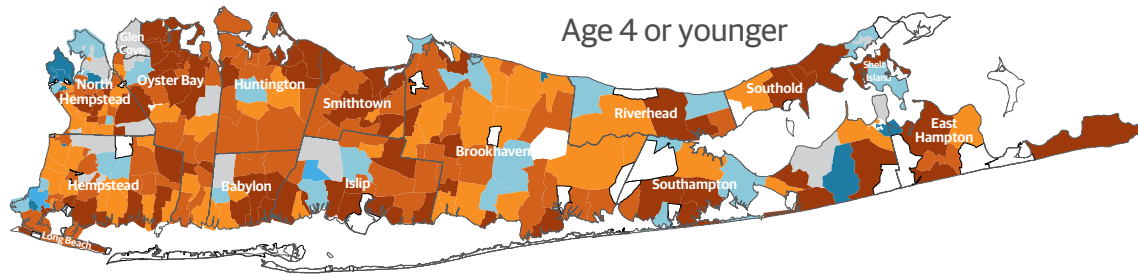 Age 4 or younger
Glen
Cove
North
Hempstead
Oyster Bay
Huntington
Smithtown
Hempstead
Babylon
Islip
Brookhaven
Riverhead
Southold
Shelter
Island
East
Hampton
Southampton
Long Beach